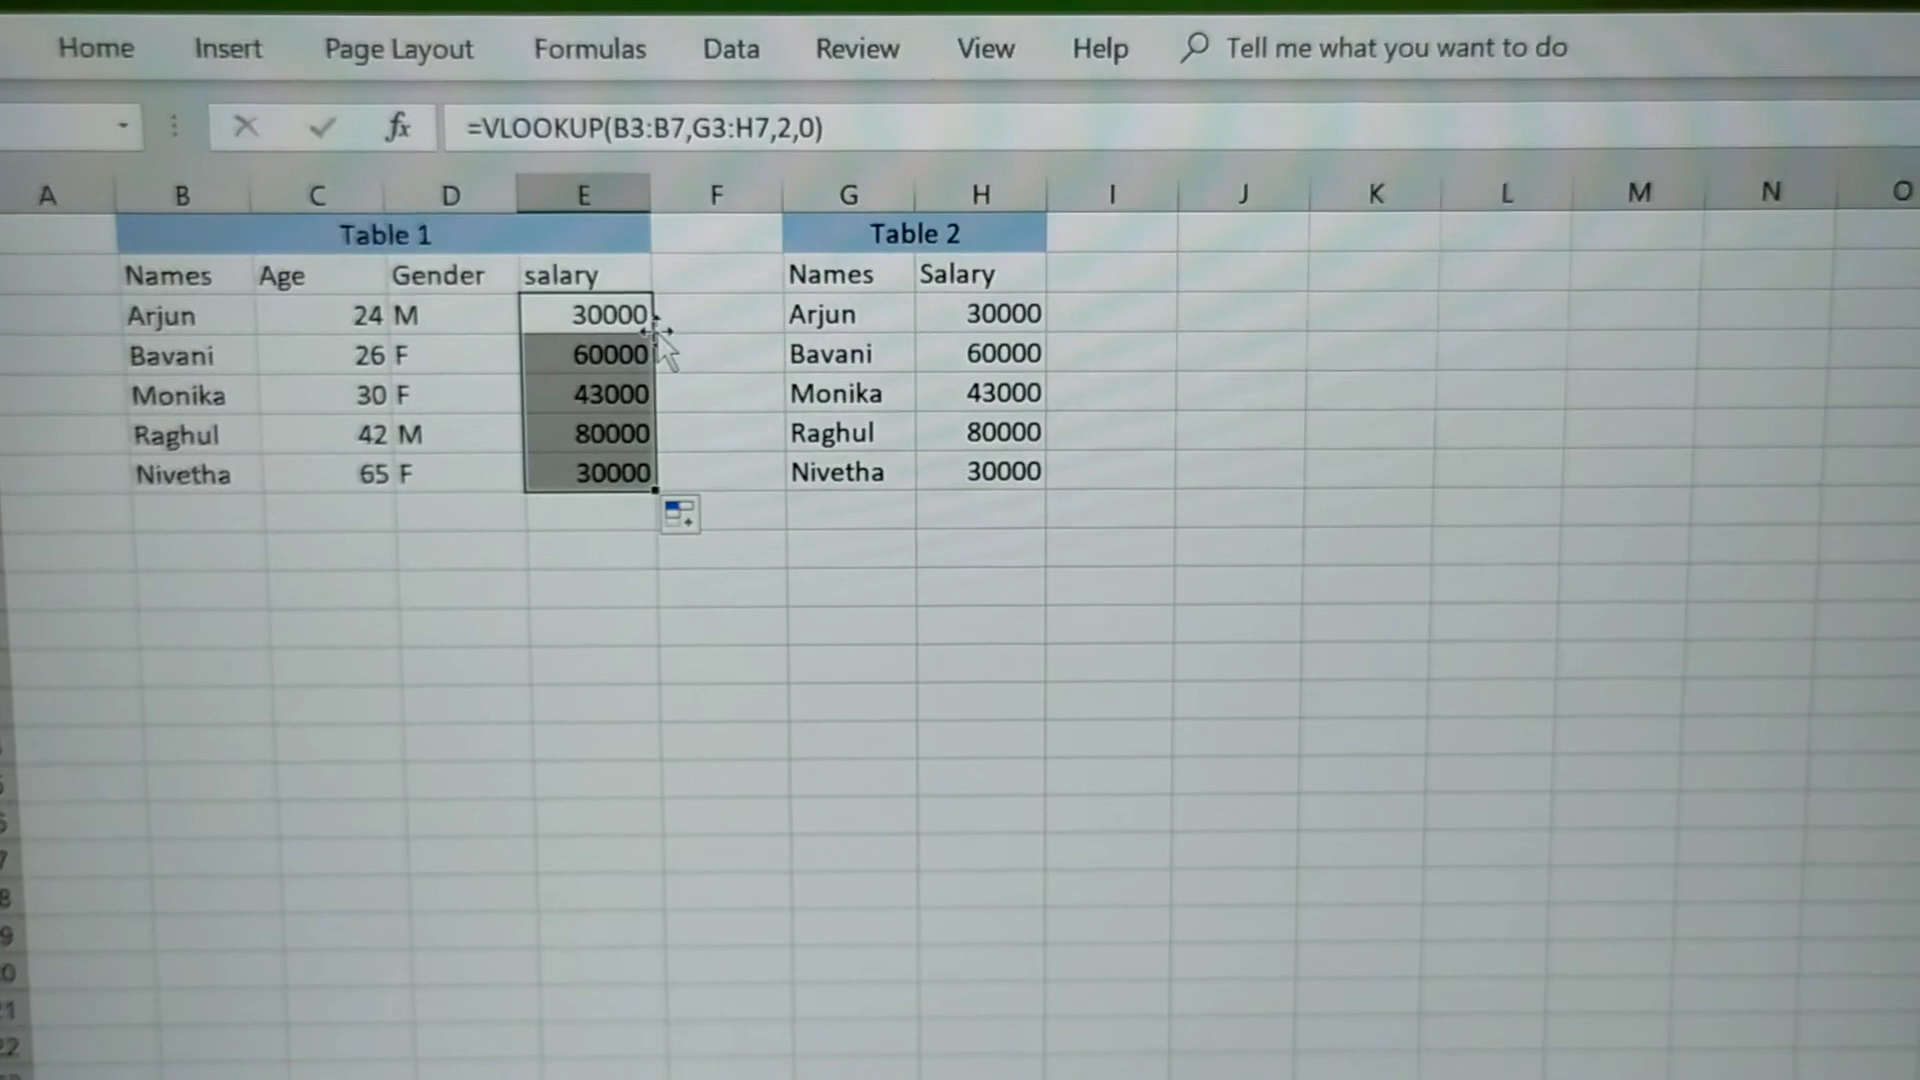 Home Insert Page Layout Formulas Data Review View Help Tell me what you want to do
fx =VLOOKUP(B3:B7,G3:H7,2,0)
A B C D E F G H I J K L M N O
Table 1 Table 2
Names Age Gender salary Names Salary
Arjun 24 M 30000 Arjun 30000
Bavani 26 F 60000 Bavani 60000
Monika 30 F 43000 Monika 43000
Raghul 42 M 80000 Raghul 80000
Nivetha 65 F 30000 Nivetha 30000